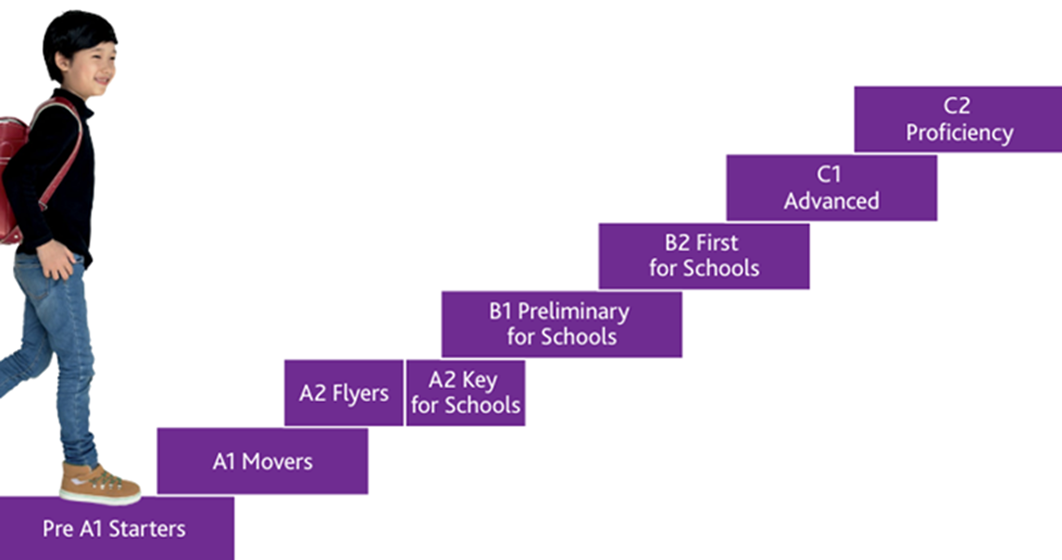 C2
Proficiency
C1
Advanced
B2 First
for Schools
B1 Preliminary
for Schools
A2 Flyers
A2 Key
for Schools
A1 Movers
Pre A1 Starters